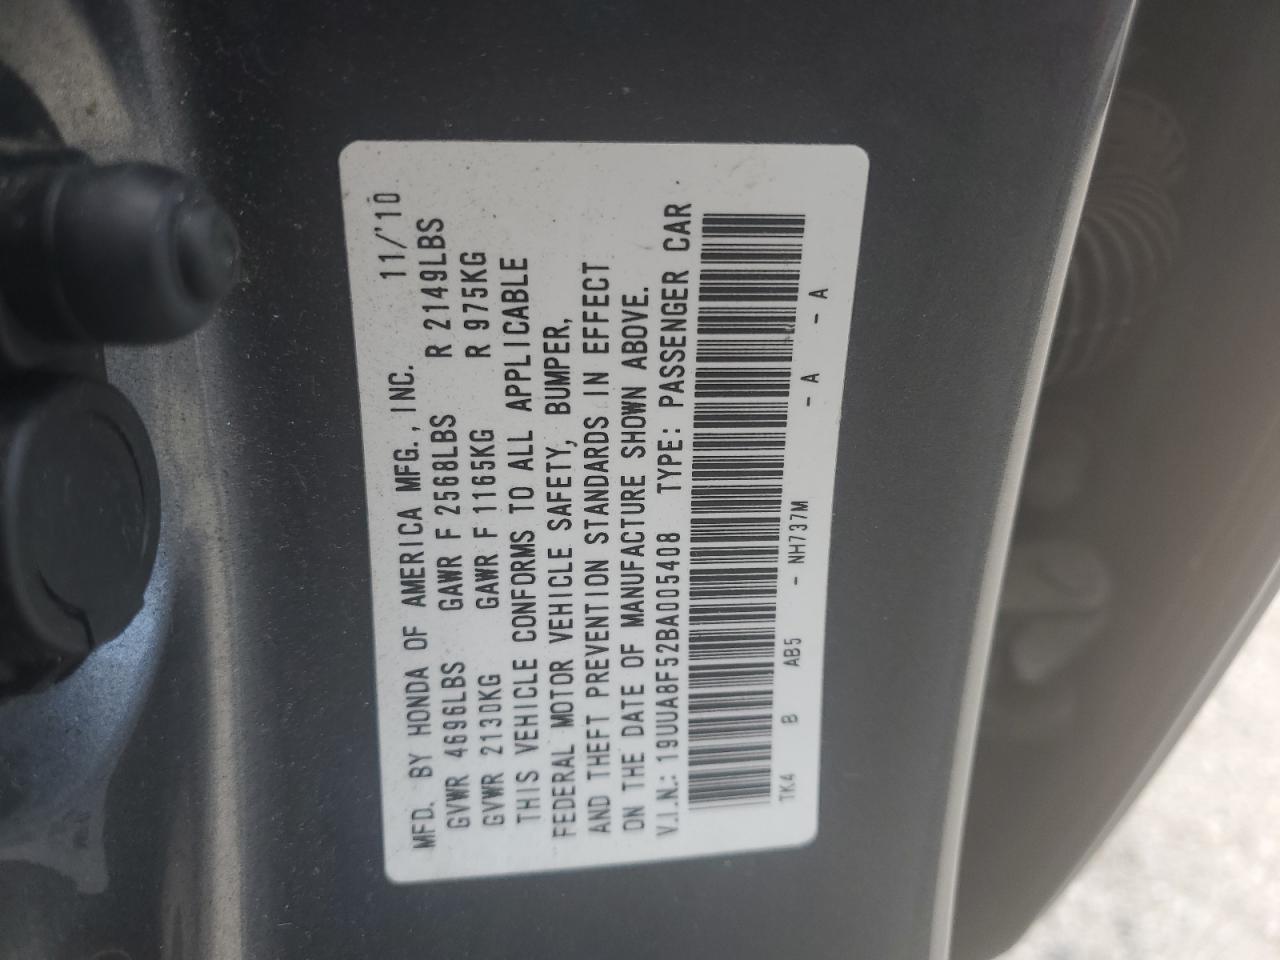 MFD. BY HONDA OF AMERICA MFG., INC. 11/'10
GVWR 4696LBS GAWR F 2568LBS R 2149LBS
GVWR 2130KG GAWR F 1165KG R 975KG
THIS VEHICLE CONFORMS TO ALL APPLICABLE
FEDERAL MOTOR VEHICLE SAFETY, BUMPER,
AND THEFT PREVENTION STANDARDS IN EFFECT
ON THE DATE OF MANUFACTURE SHOWN ABOVE.
V.I.N.: 19UUA8F52BA005408 TYPE: PASSENGER CAR
TK4 B AB5 - NH737M - A - A